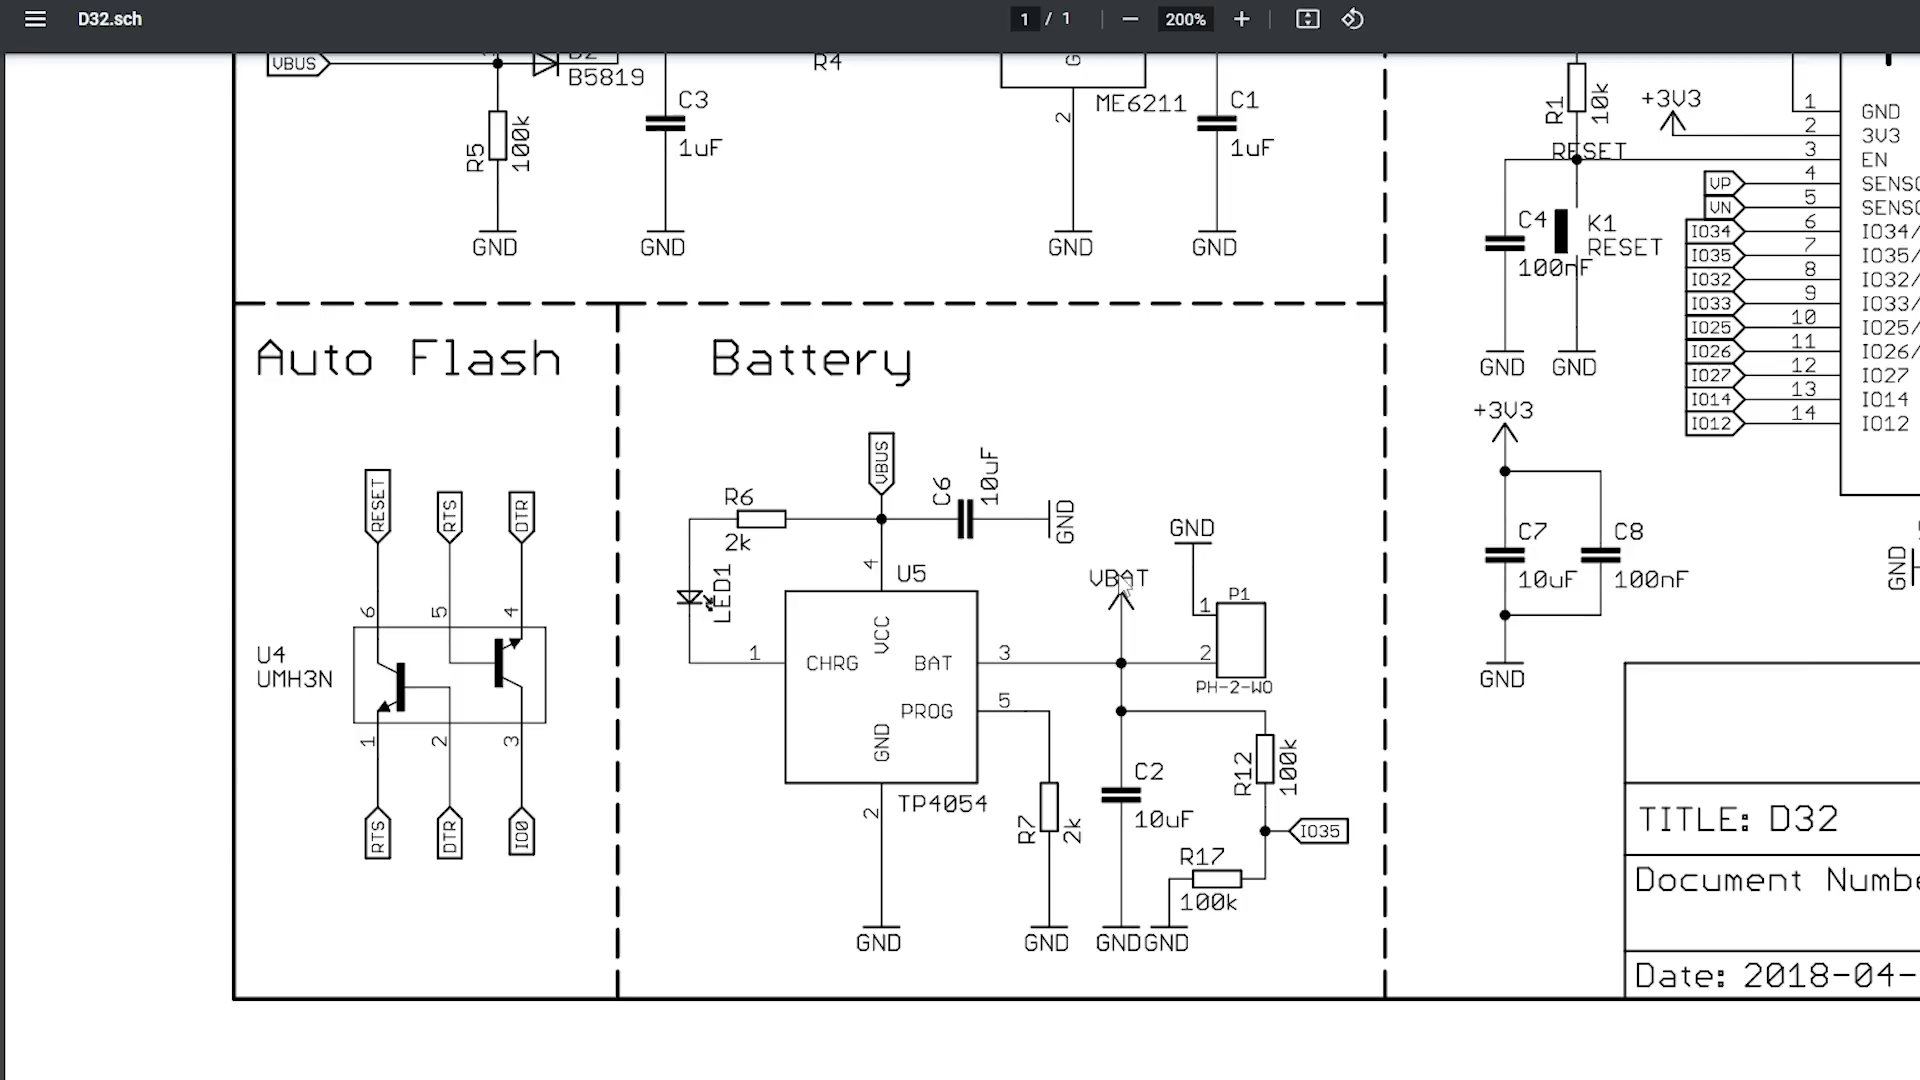 D32.sch
1 / 1
200%
VBUS
B5819
R4
C3
1uF
R5
100k
GND
GND
ME6211
2
GND
C1
1uF
GND
R1
10k
+3V3
RESET
C4
100nF
K1
RESET
GND
GND
1 GND
2 3V3
3 EN
VP 4
VN 5
IO34 6 IO34/
IO35 7 IO35/
IO32 8 IO32/
IO33 9 IO33/
IO25 10 IO25/
IO26 11 IO26/
IO27 12 IO27
IO14 13 IO14
IO12 14 IO12
Auto Flash
RESET
RTS
DTR
6
5
4
U4
UMH3N
1
2
3
RTS
DTR
IO0
Battery
VBUS
R6
2k
C6
10uF
GND
LED1
4
U5
1
CHRG
VCC
BAT
3
PROG
5
GND
TP4054
2
GND
R7
2k
GND
VBAT
GND
1
P1
2
PH-2-WO
C2
10uF
GND
R12
100k
IO35
R17
100k
GND
+3V3
C7
10uF
C8
100nF
GND
GND
TITLE: D32
Document
Date: 2018-04-